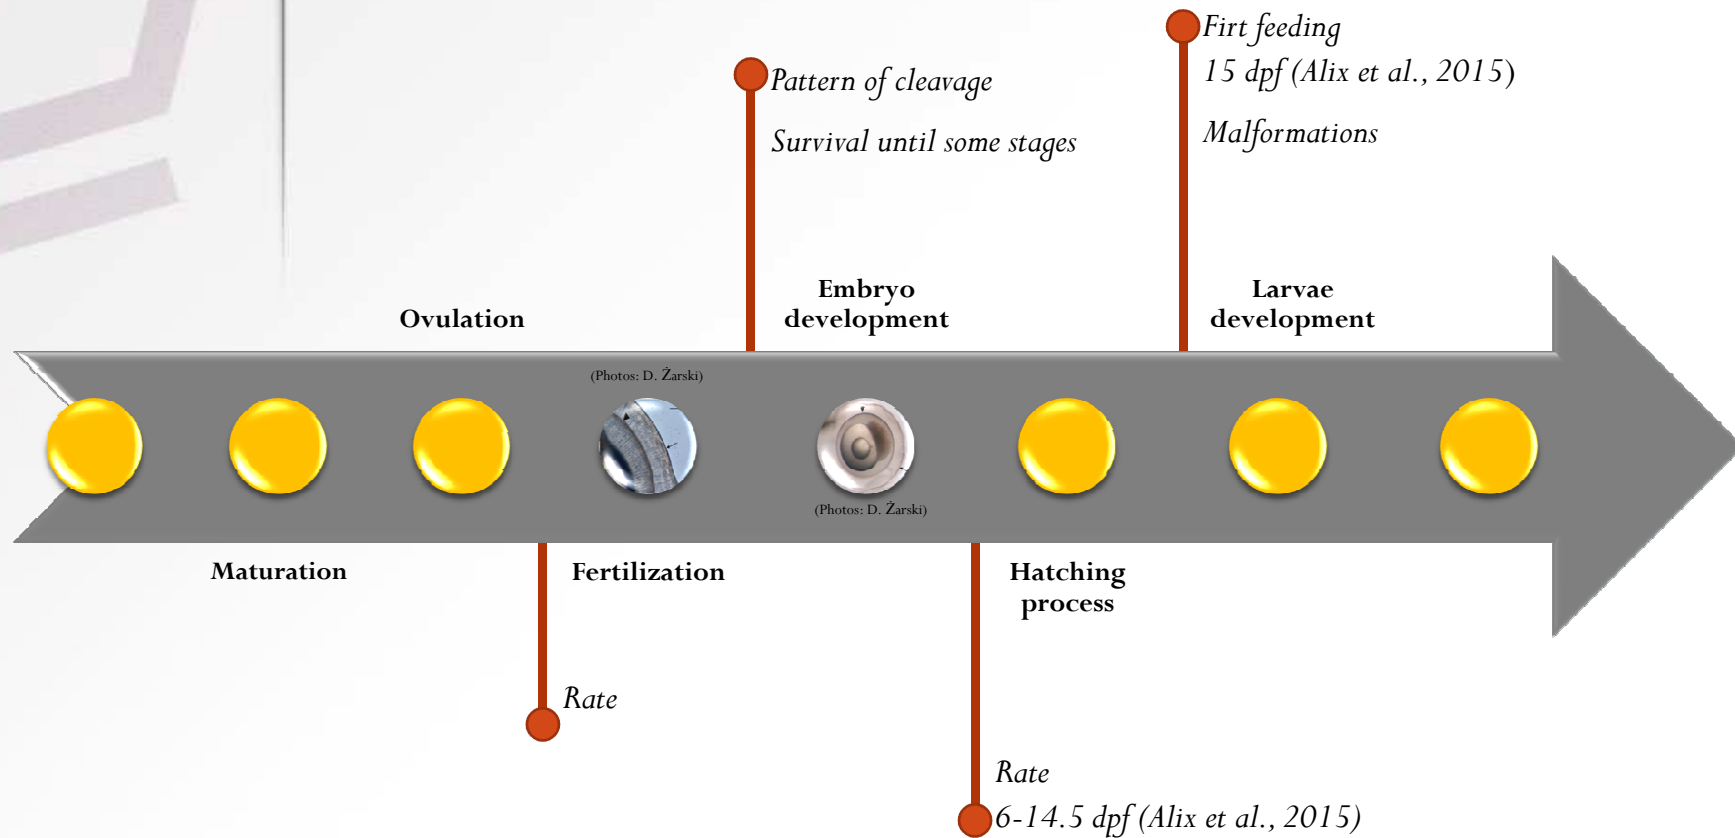 Firt feeding
15 dpf (Alix et al., 2015)
Malformations
Pattern of cleavage
Survival until some stages
Ovulation
Embryo
development
Larvae
development
(Photos: D. Żarski)
(Photos: D. Żarski)
Maturation
Fertilization
Hatching
process
Rate
Rate
6-14.5 dpf (Alix et al., 2015)